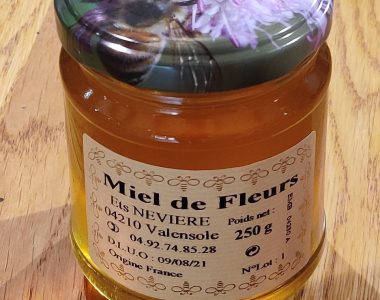 Miel de Fleurs
Ets NEVIERE
04210 Valensole
04.92.74.85.28
D.L.U.O : 09/08/21
Origine France
Poids net :
250 g
N°Lot : 1